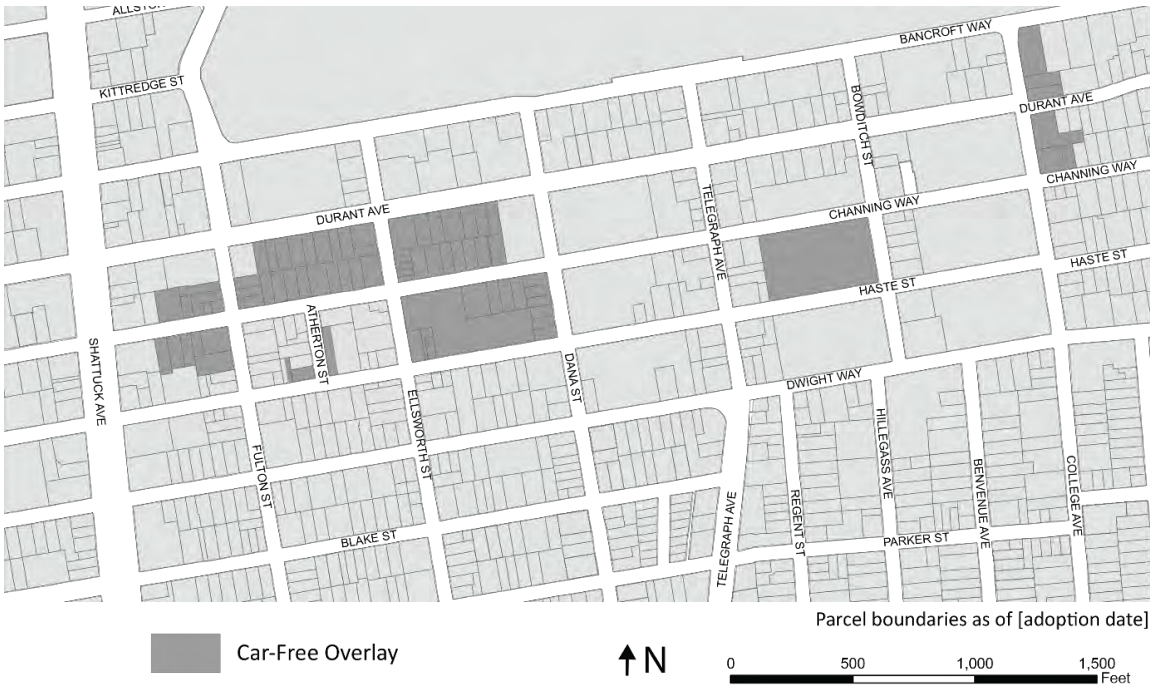 ALLSTON
KITTREDGE ST
BANCROFT WAY
DURANT AVE
BOWDITCH ST
CHANNING WAY
DURANT AVE
TELEGRAPH AVE
CHANNING WAY
HASTE ST
HASTE ST
ATHERTON ST
SHATTUCK AVE
DANA ST
DWIGHT WAY
ELLSWORTH ST
HILLEGASS AVE
FULTON ST
BENVENUE AVE
COLLEGE AVE
REGENT ST
TELEGRAPH AVE
BLAKE ST
PARKER ST
Parcel boundaries as of [adoption date]
Car-Free Overlay
N
0 500 1,000 1,500
Feet